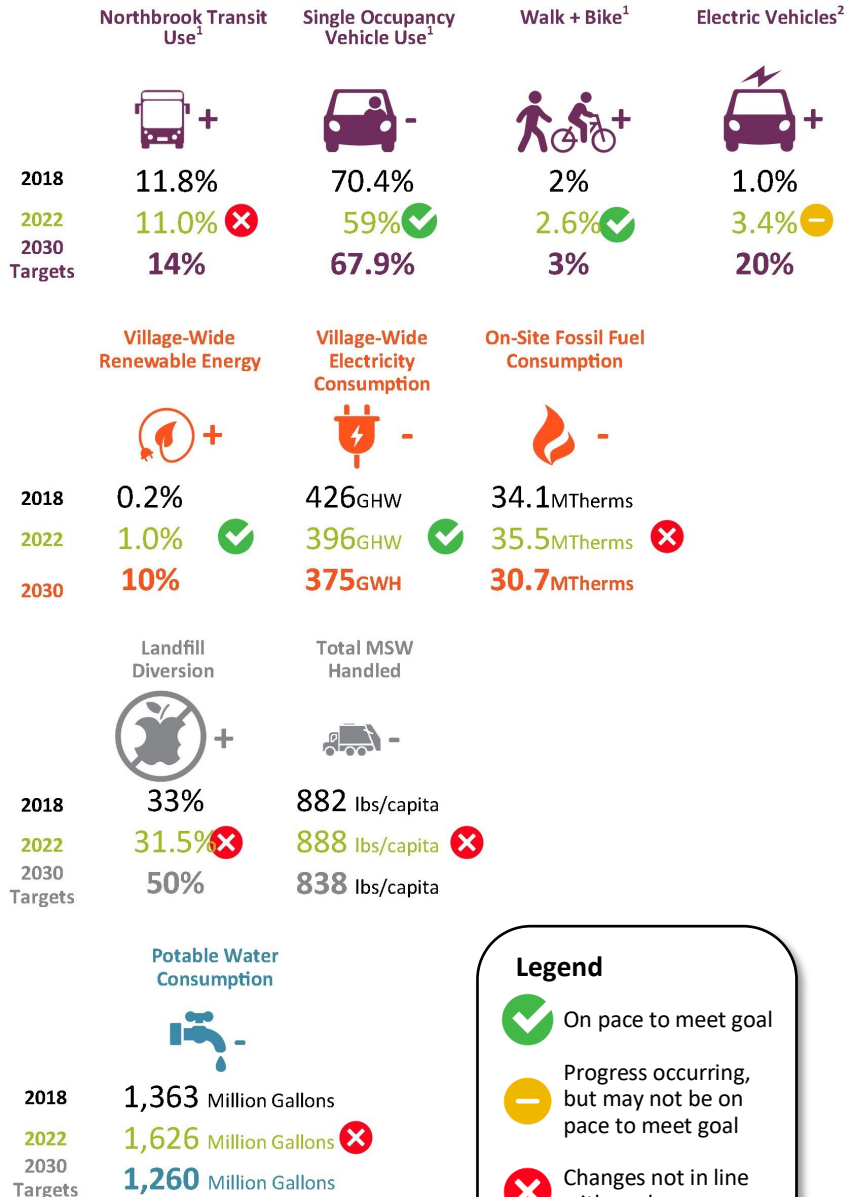 Northbrook Transit Use¹
Single Occupancy Vehicle Use¹
Walk + Bike¹
Electric Vehicles²
+ - + +
2018 11.8% 70.4% 2% 1.0%
2022 11.0% 59% 2.6% 3.4%
2030 Targets 14% 67.9% 3% 20%
Village-Wide Renewable Energy
Village-Wide Electricity Consumption
On-Site Fossil Fuel Consumption
+ - -
2018 0.2% 426GHW 34.1MTherms
2022 1.0% 396GHW 35.5MTherms
2030 10% 375GWH 30.7MTherms
Landfill Diversion
Total MSW Handled
+ -
2018 33% 882 lbs/capita
2022 31.5% 888 lbs/capita
2030 Targets 50% 838 lbs/capita
Potable Water Consumption
-
2018 1,363 Million Gallons
2022 1,626 Million Gallons
2030 Targets 1,260 Million Gallons
Legend
On pace to meet goal
Progress occurring,
but may not be on
pace to meet goal
Changes not in line